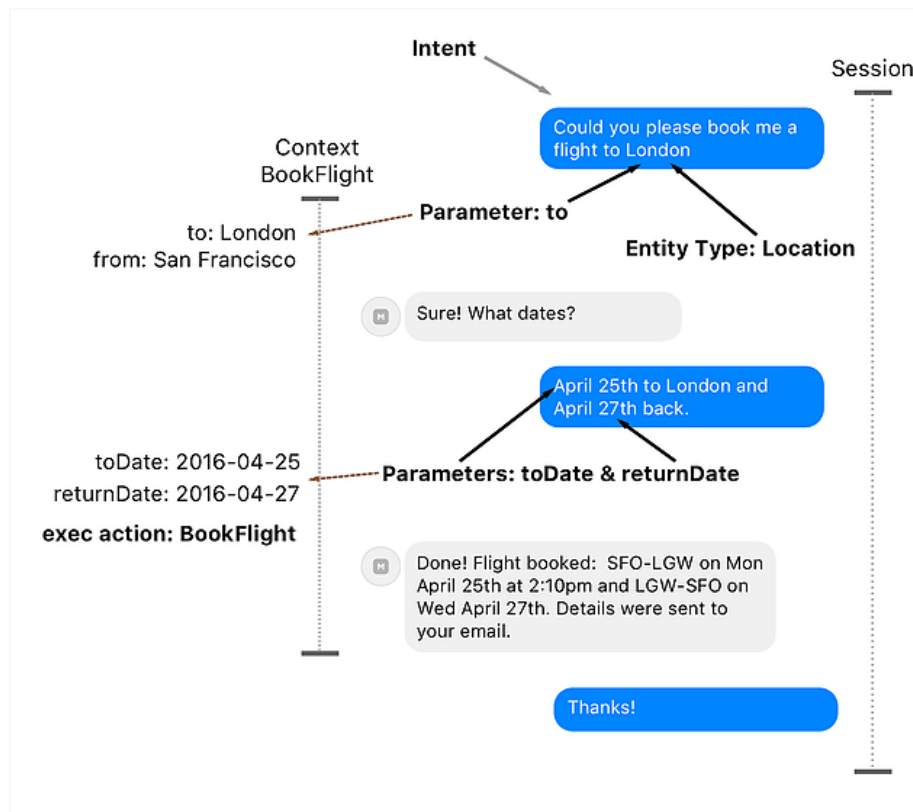 Intent
Session
Could you please book me a
flight to London
Context
BookFlight
Parameter: to
to: London
from: San Francisco
Entity Type: Location
M
Sure! What dates?
April 25th to London and
April 27th back.
toDate: 2016-04-25
returnDate: 2016-04-27
Parameters: toDate & returnDate
exec action: BookFlight
M
Done! Flight booked:  SFO-LGW on Mon
April 25th at 2:10pm and LGW-SFO on
Wed April 27th. Details were sent to
your email.
Thanks!